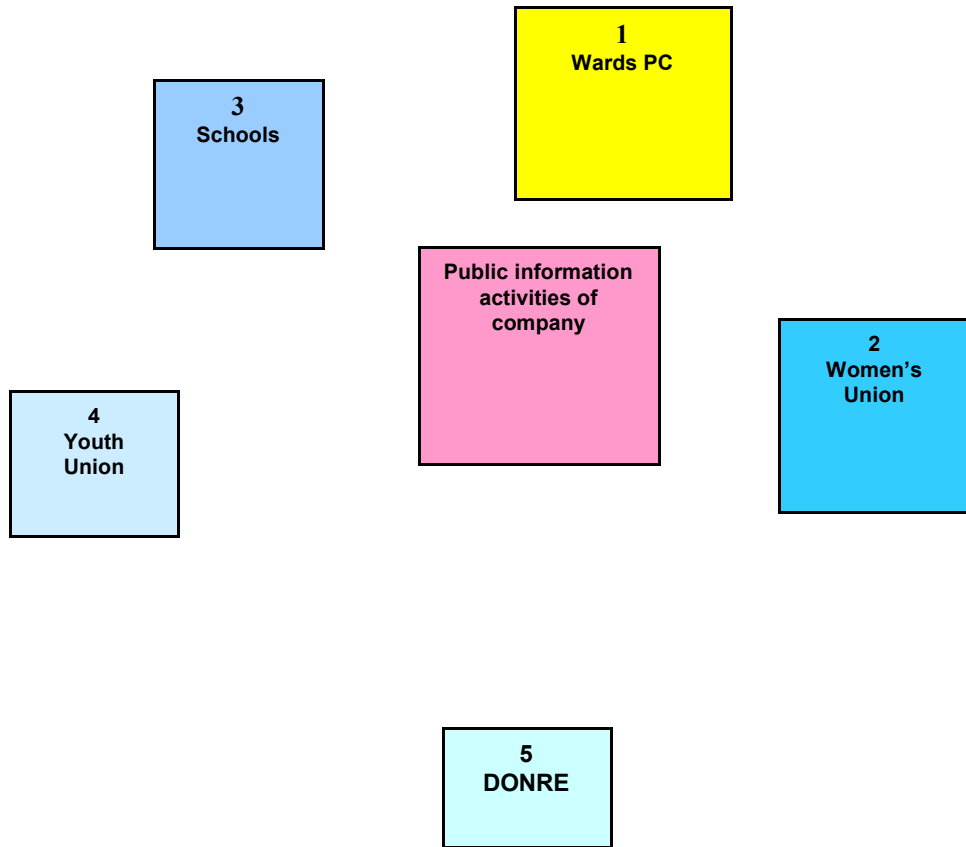 1
Wards PC
3
Schools
Public information
activities of
company
2
Women's
Union
4
Youth
Union
5
DONRE